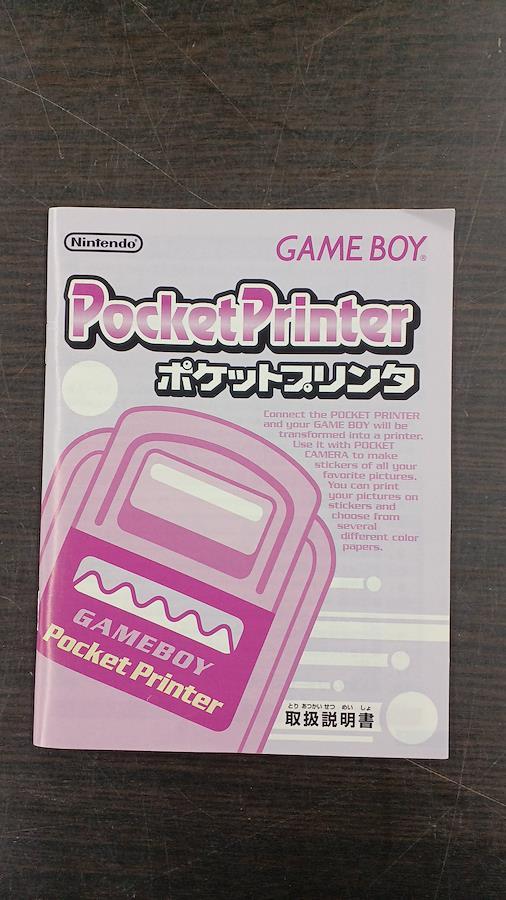 Nintendo
GAME BOY®
PocketPrinter
ポケットプリンタ
Connect the POCKET PRINTER
and your GAME BOY will be
transformed into a printer.
Use it with POCKET
CAMERA to make
stickers of all your
favorite pictures.
You can print
your pictures on
stickers and
choose from
several
different color
papers.
GAMEBOY
Pocket Printer
とり あつかい せつ めい しょ
取扱説明書